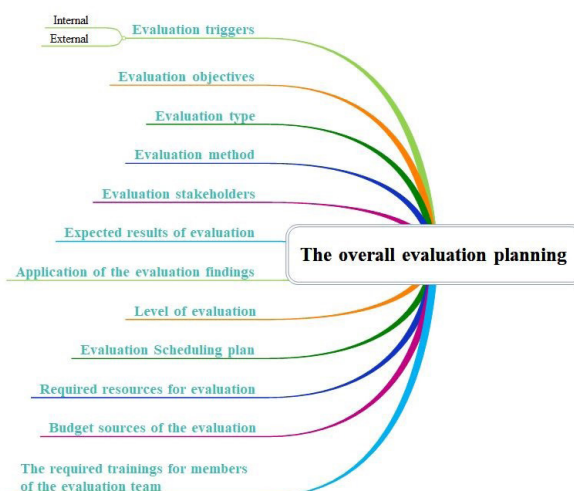 Internal
External
Evaluation triggers
Evaluation objectives
Evaluation type
Evaluation method
Evaluation stakeholders
Expected results of evaluation
The overall evaluation planning
Application of the evaluation findings
Level of evaluation
Evaluation Scheduling plan
Required resources for evaluation
Budget sources of the evaluation
The required trainings for members
of the evaluation team